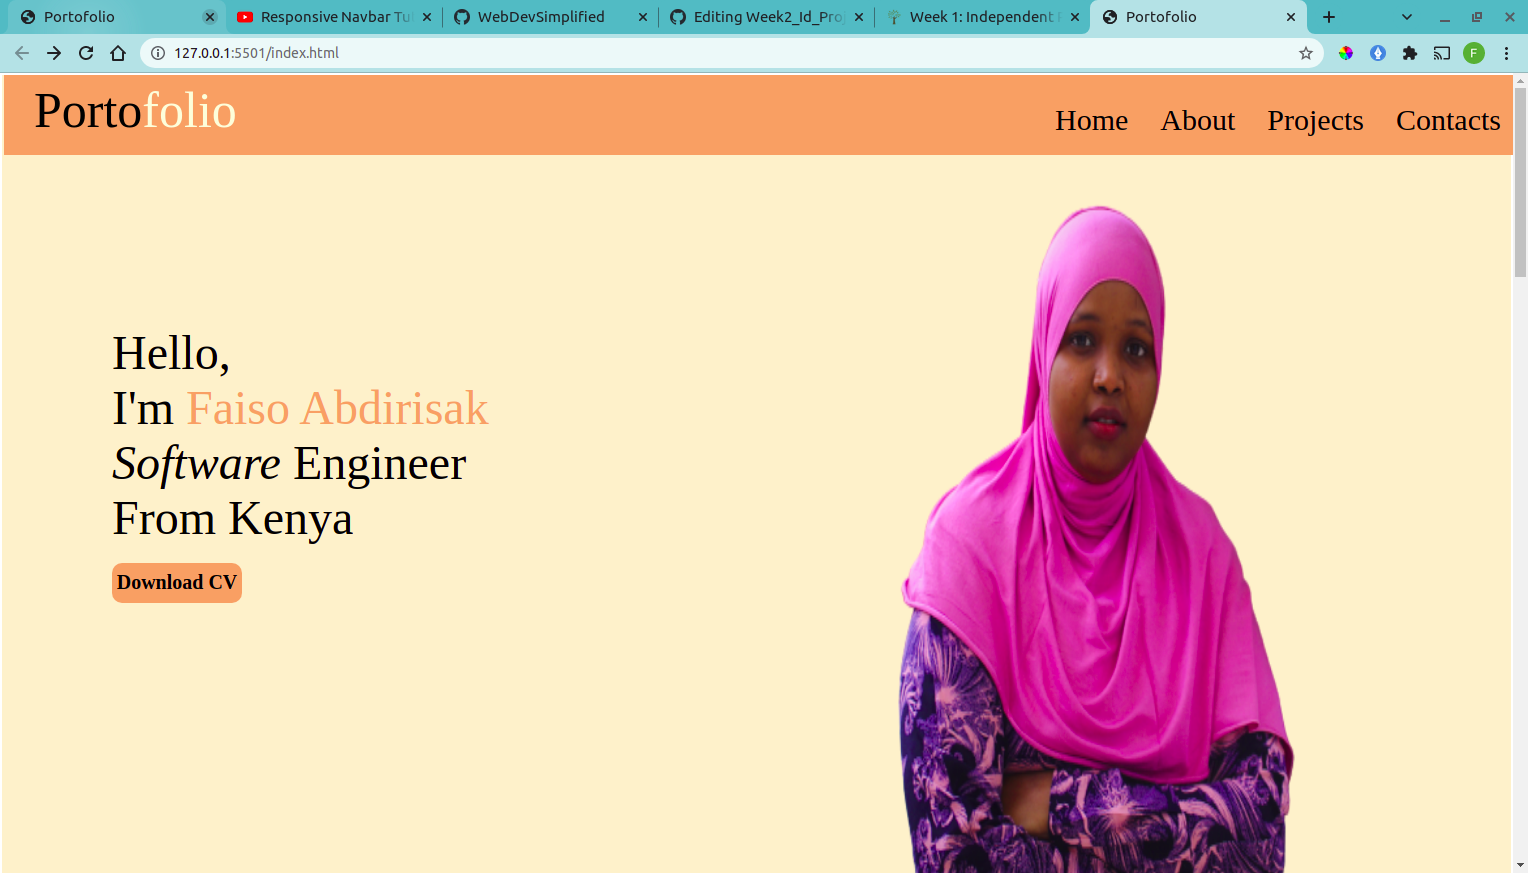 Portofolio
Responsive Navbar Tu
WebDevSimplified
Editing Week2_Id_Pro
Week 1: Independent
Portofolio
127.0.0.1:5501/index.html
F
Portofolio
Home About Projects Contacts
Hello,
I'm Faiso Abdirisak
Software Engineer
From Kenya
Download CV